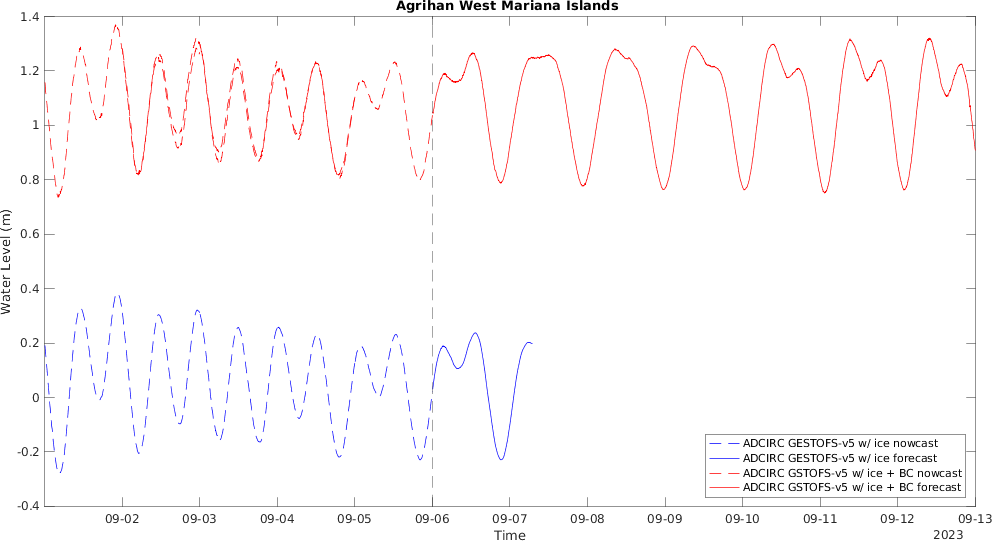 Agrihan West Mariana Islands
1.4
1.2
1
0.8
0.6
0.4
0.2
0
-0.2
-0.4
Water Level (m)
ADCIRC GESTOFS-v5 w/ ice nowcast
ADCIRC GESTOFS-v5 w/ ice forecast
ADCIRC GSTOFS-v5 w/ ice + BC nowcast
ADCIRC GSTOFS-v5 w/ ice + BC forecast
09-02 09-03 09-04 09-05 09-06 09-07 09-08 09-09 09-10 09-11 09-12 09-13
Time
2023